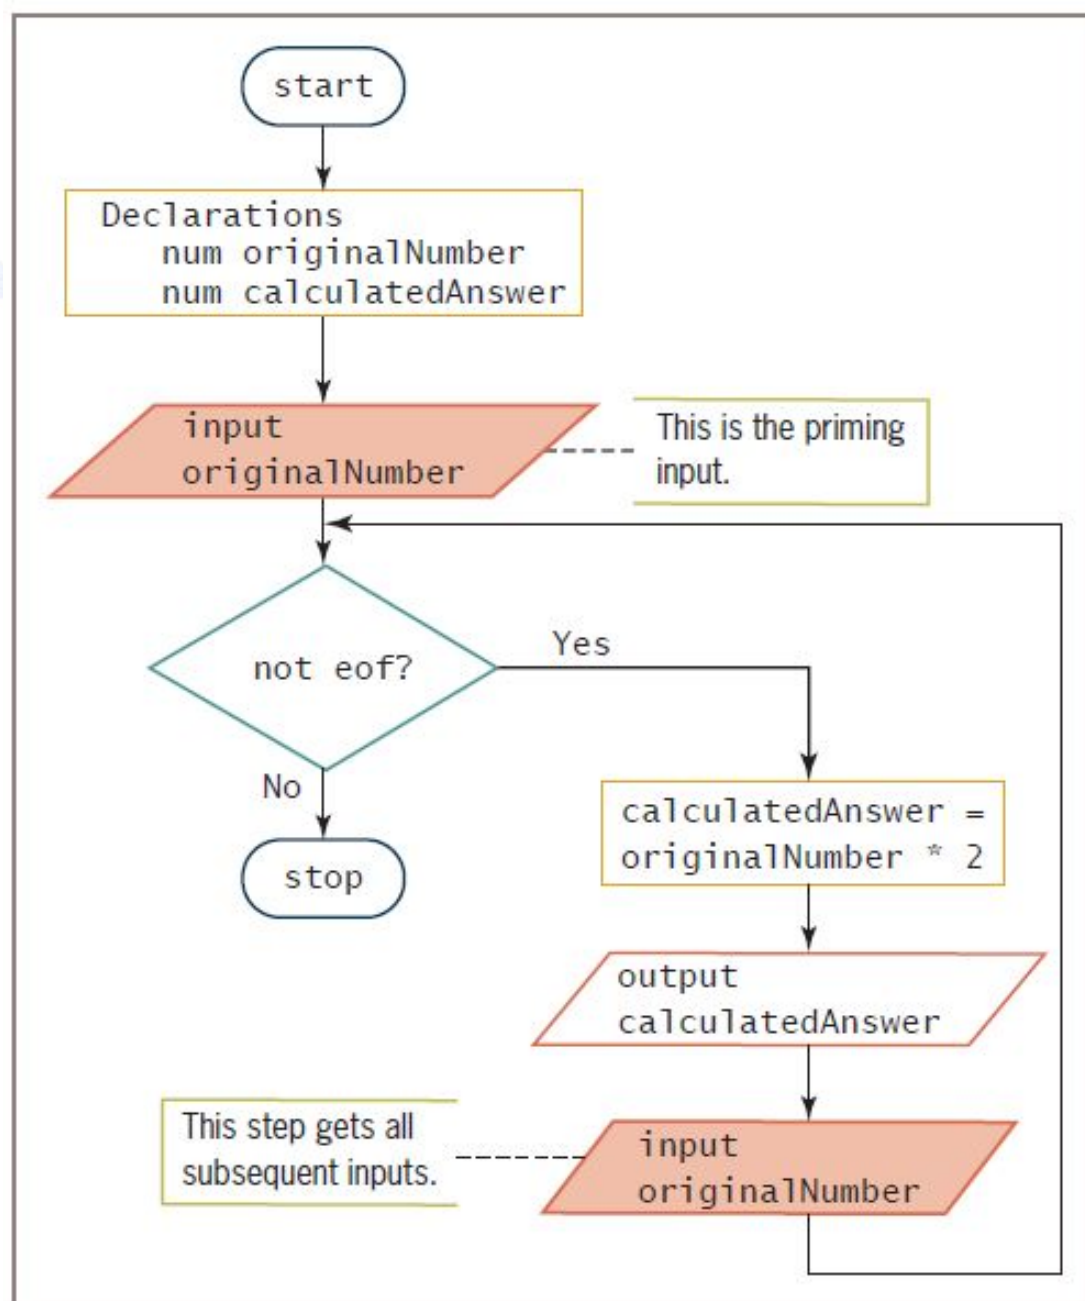 start
Declarations
num originalNumber
num calculatedAnswer
input
originalNumber
This is the priming
input.
not eof?
Yes
No
stop
calculatedAnswer =
originalNumber * 2
output
calculatedAnswer
This step gets all
subsequent inputs.
input
originalNumber